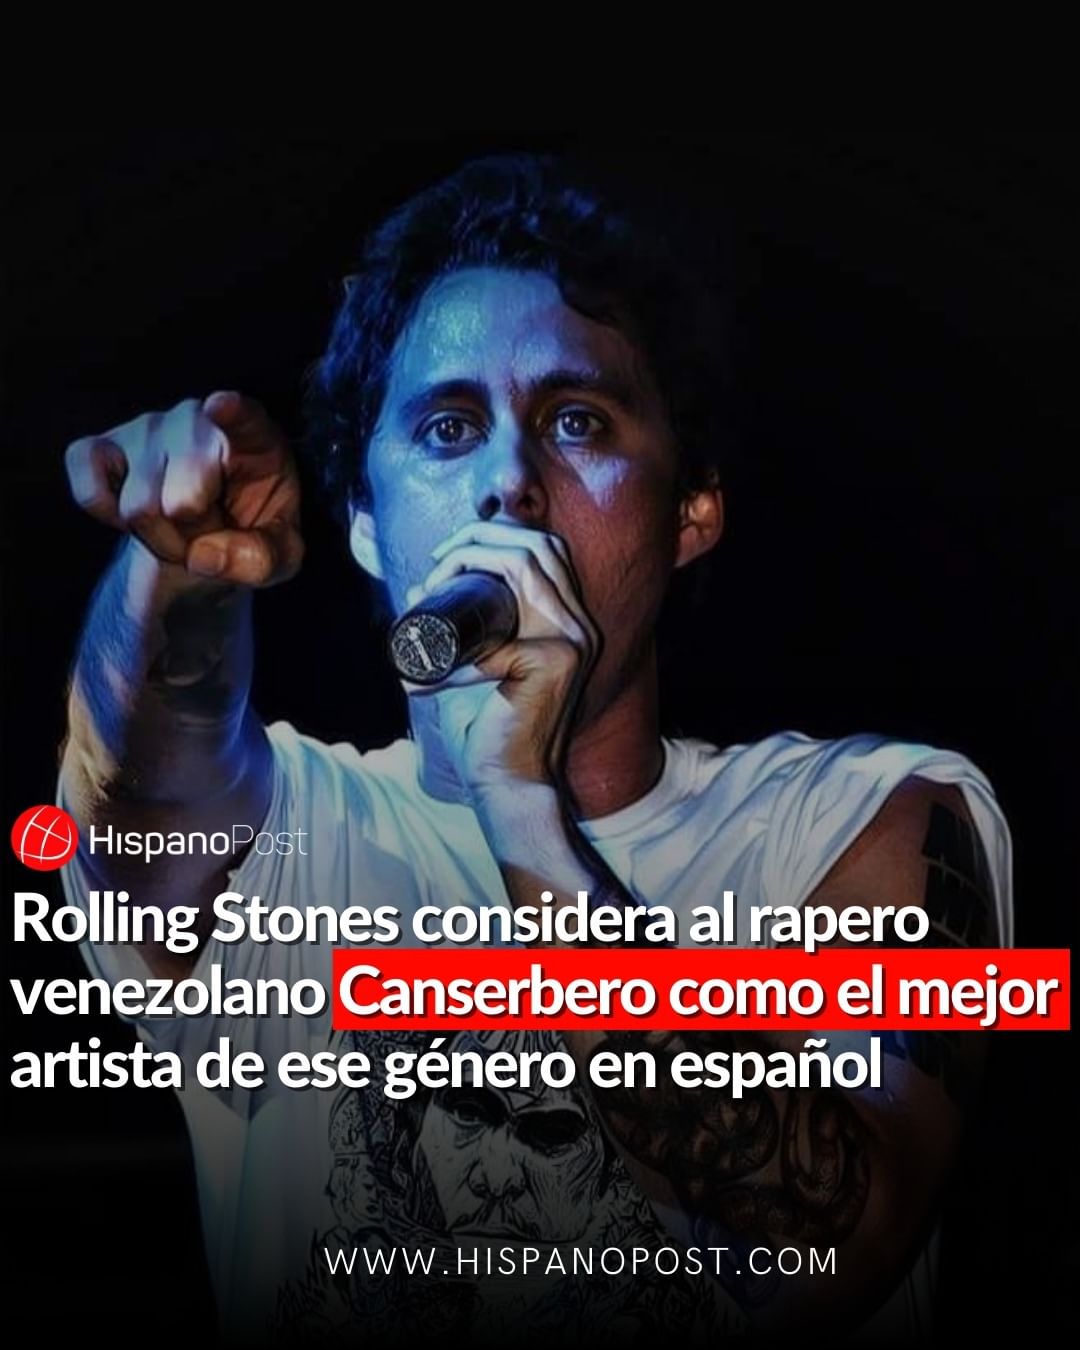 HispanoPost
Rolling Stones considera al rapero
venezolano Canserbero como el mejor
artista de ese género en español
WWW.HISPANOPOST.COM